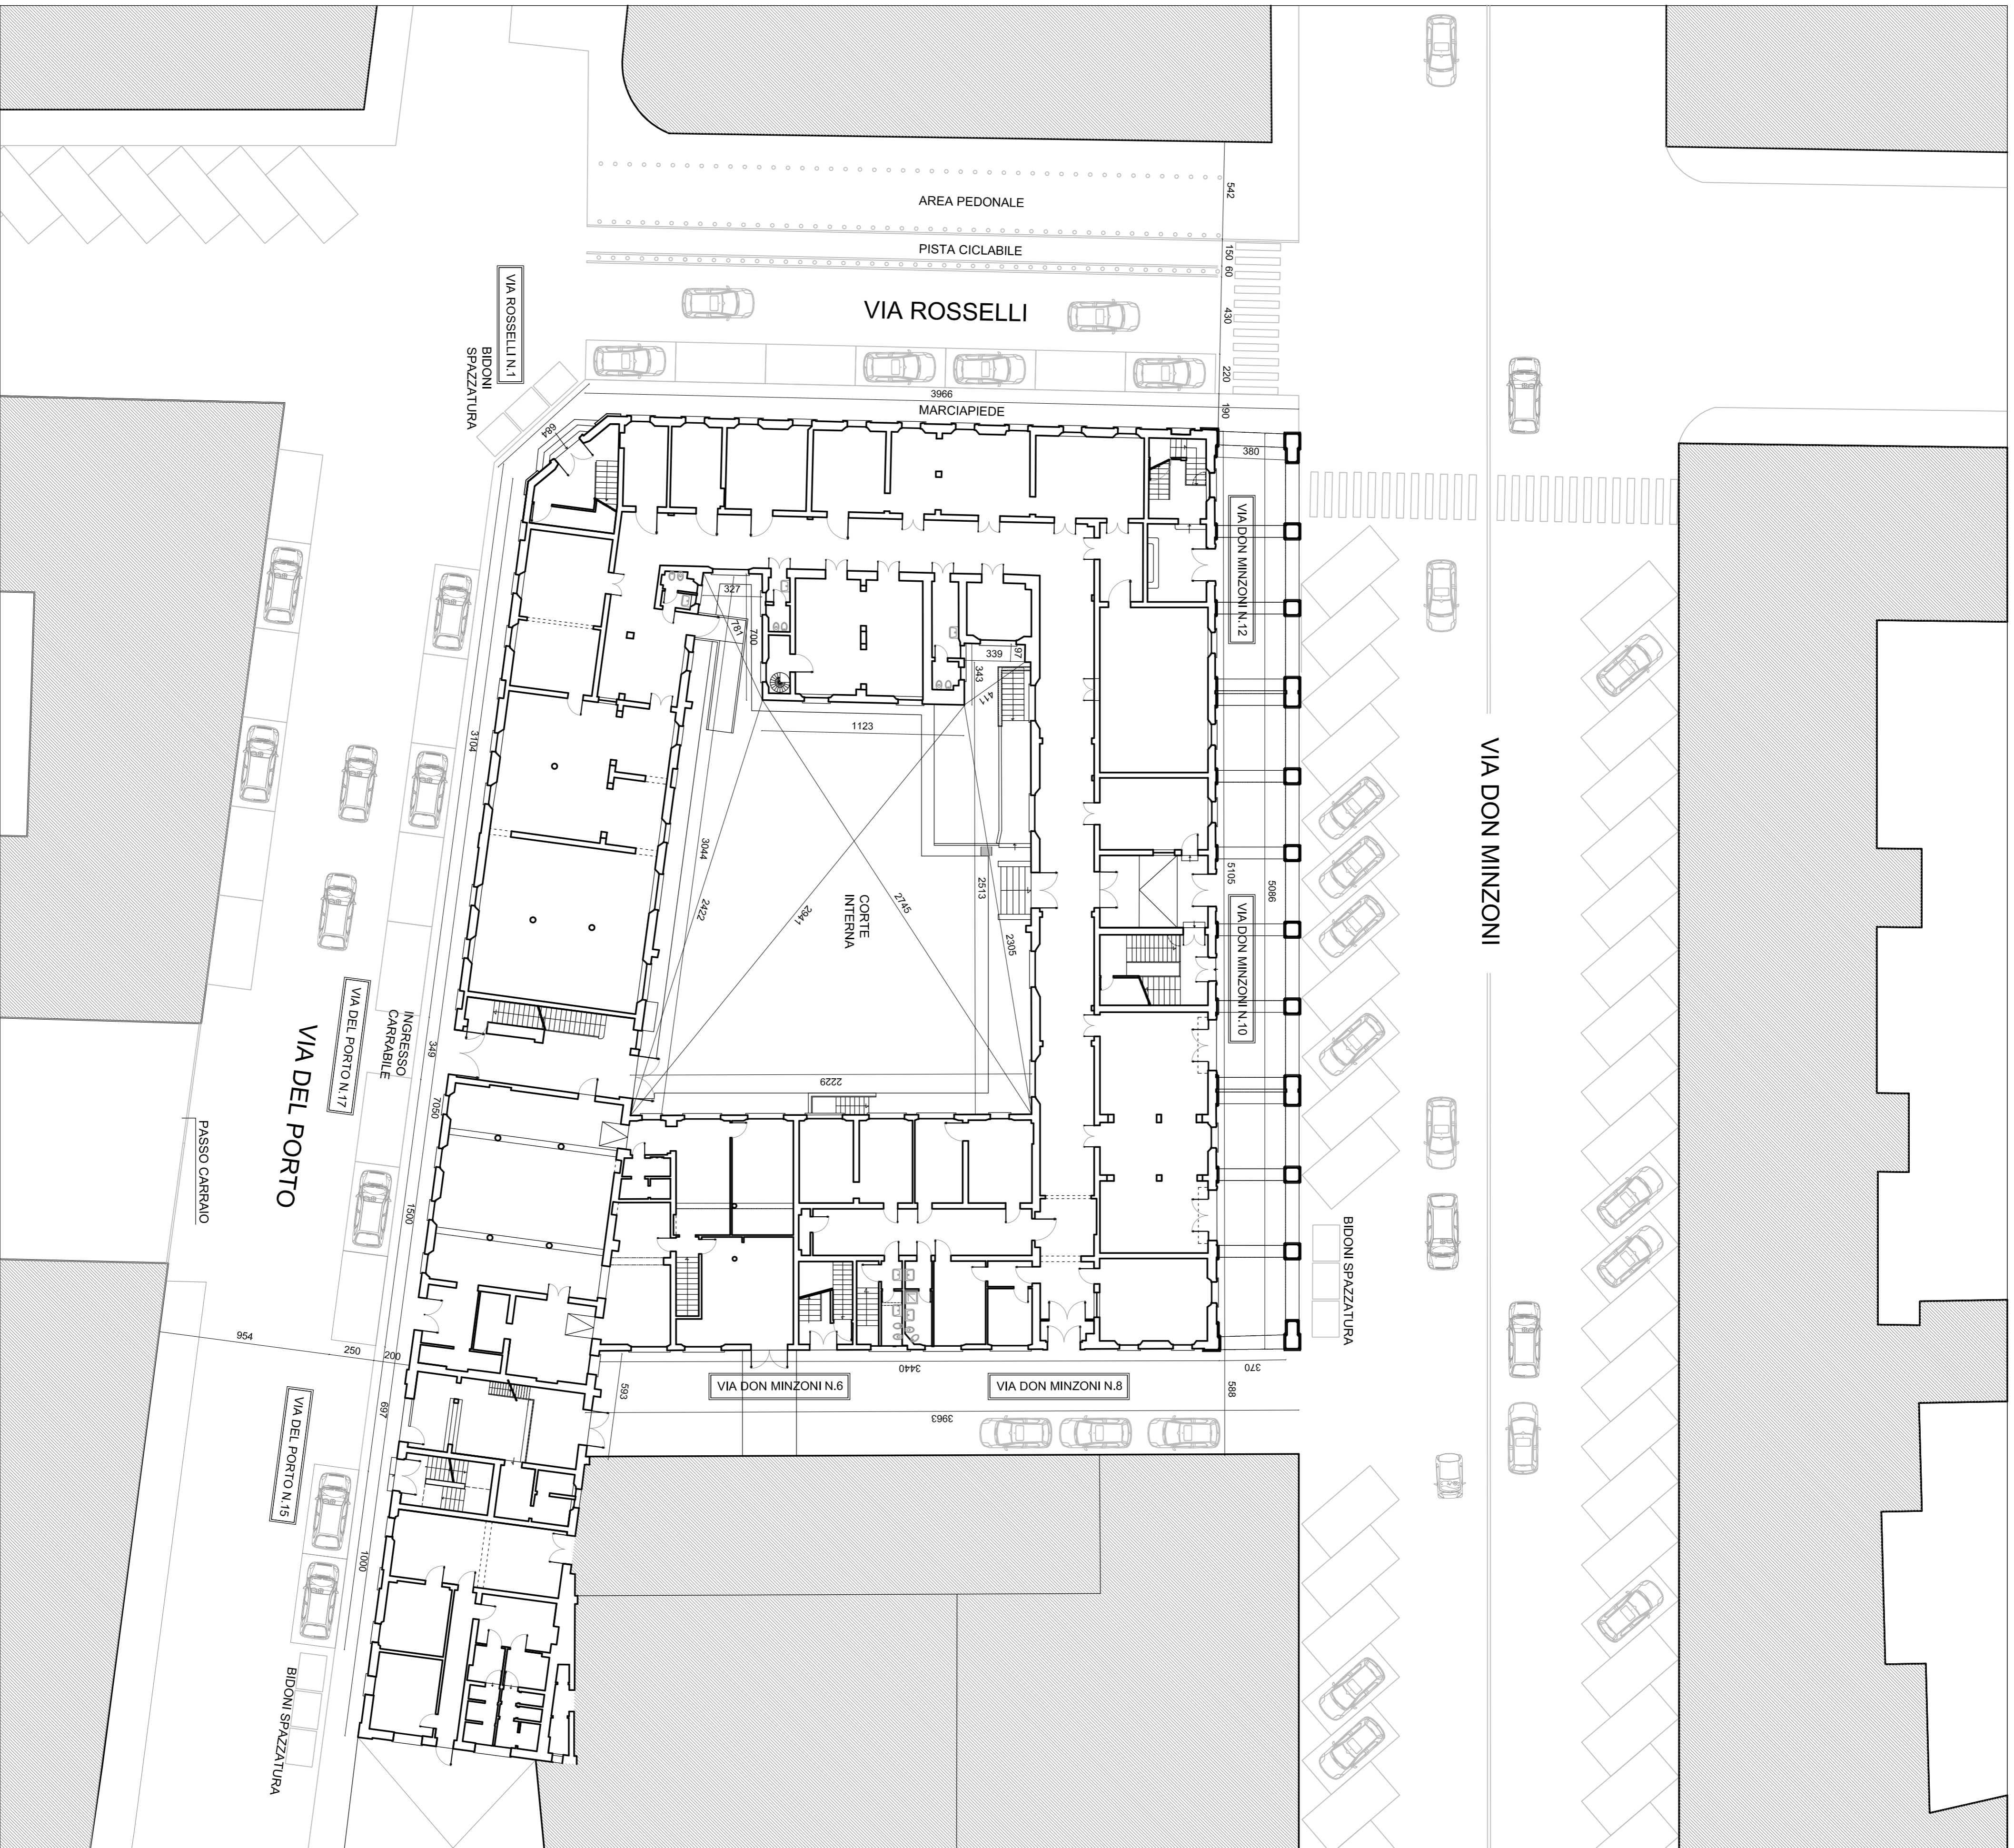 542
AREA PEDONALE
150
60
PISTA CICLABILE
VIA ROSSELLI
430
VIA ROSSELLI N.1
BIDONI
SPAZZATURA
220
3966
MARCIAPIEDE
190
684
380
VIA DON MINZONI N.12
327
781
700
339
197
343
411
1123
3104
VIA DON MINZONI
3044
2422
2941
2745
CORTE
INTERNA
2513
2305
5105
5086
VIA DON MINZONI N.10
INGRESSO
CARRABILE
VIA DEL PORTO N.17
349
VIA DEL PORTO
2229
7050
PASSO CARRAIO
1500
BIDONI SPAZZATURA
954
250
200
3440
370
593
VIA DON MINZONI N.6
VIA DON MINZONI N.8
588
3963
697
VIA DEL PORTO N.15
1000
BIDONI SPAZZATURA